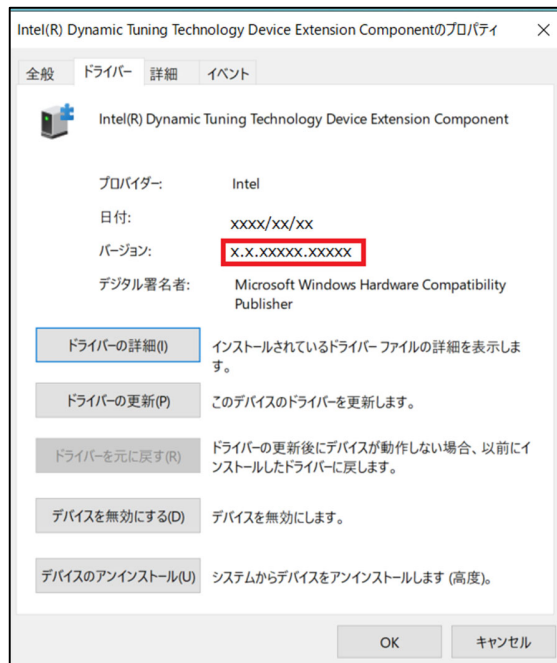 Intel(R) Dynamic Tuning Technology Device Extension Componentのプロパティ
全般 ドライバー 詳細 イベント
Intel(R) Dynamic Tuning Technology Device Extension Component
プロバイダー: Intel
日付: xxxx/xx/xx
バージョン: x.x.xxxxx.xxxxx
デジタル署名者: Microsoft Windows Hardware Compatibility
Publisher
ドライバーの詳細(I) インストールされているドライバー ファイルの詳細を表示しま
す。
ドライバーの更新(P) このデバイスのドライバーを更新します。
ドライバーを元に戻す(R) ドライバーの更新後にデバイスが動作しない場合、以前にイ
ンストールしたドライバーに戻します。
デバイスを無効にする(D) デバイスを無効にします。
デバイスのアンインストール(U) システムからデバイスをアンインストールします (高度)。
OK キャンセル